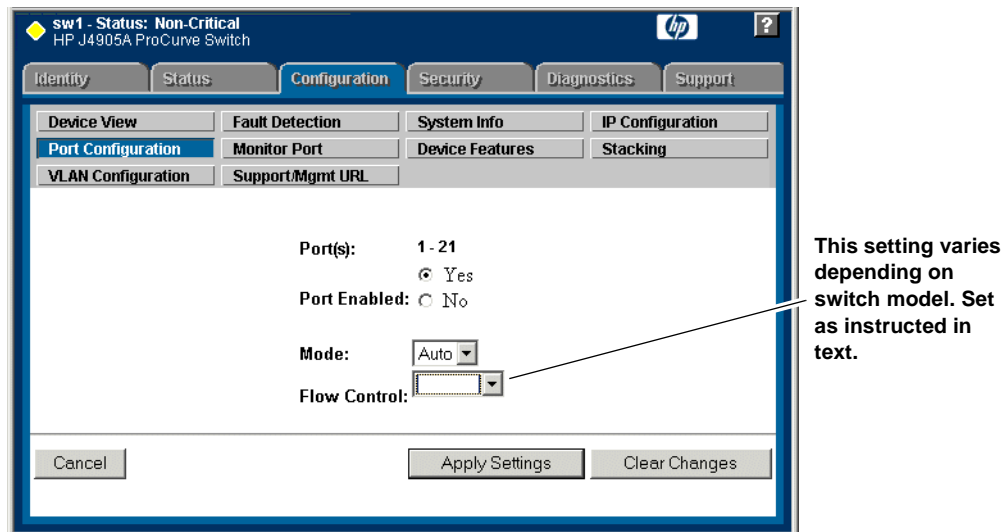 sw1 - Status: Non-Critical
HP J4905A ProCurve Switch
hp
?
Identity Status Configuration Security Diagnostics Support
Device View Fault Detection System Info IP Configuration
Port Configuration Monitor Port Device Features Stacking
VLAN Configuration Support/Mgmt URL
Port(s): 1 - 21
Yes
Port Enabled: No
Mode: Auto
Flow Control:
Cancel Apply Settings Clear Changes
This setting varies
depending on
switch model. Set
as instructed in
text.